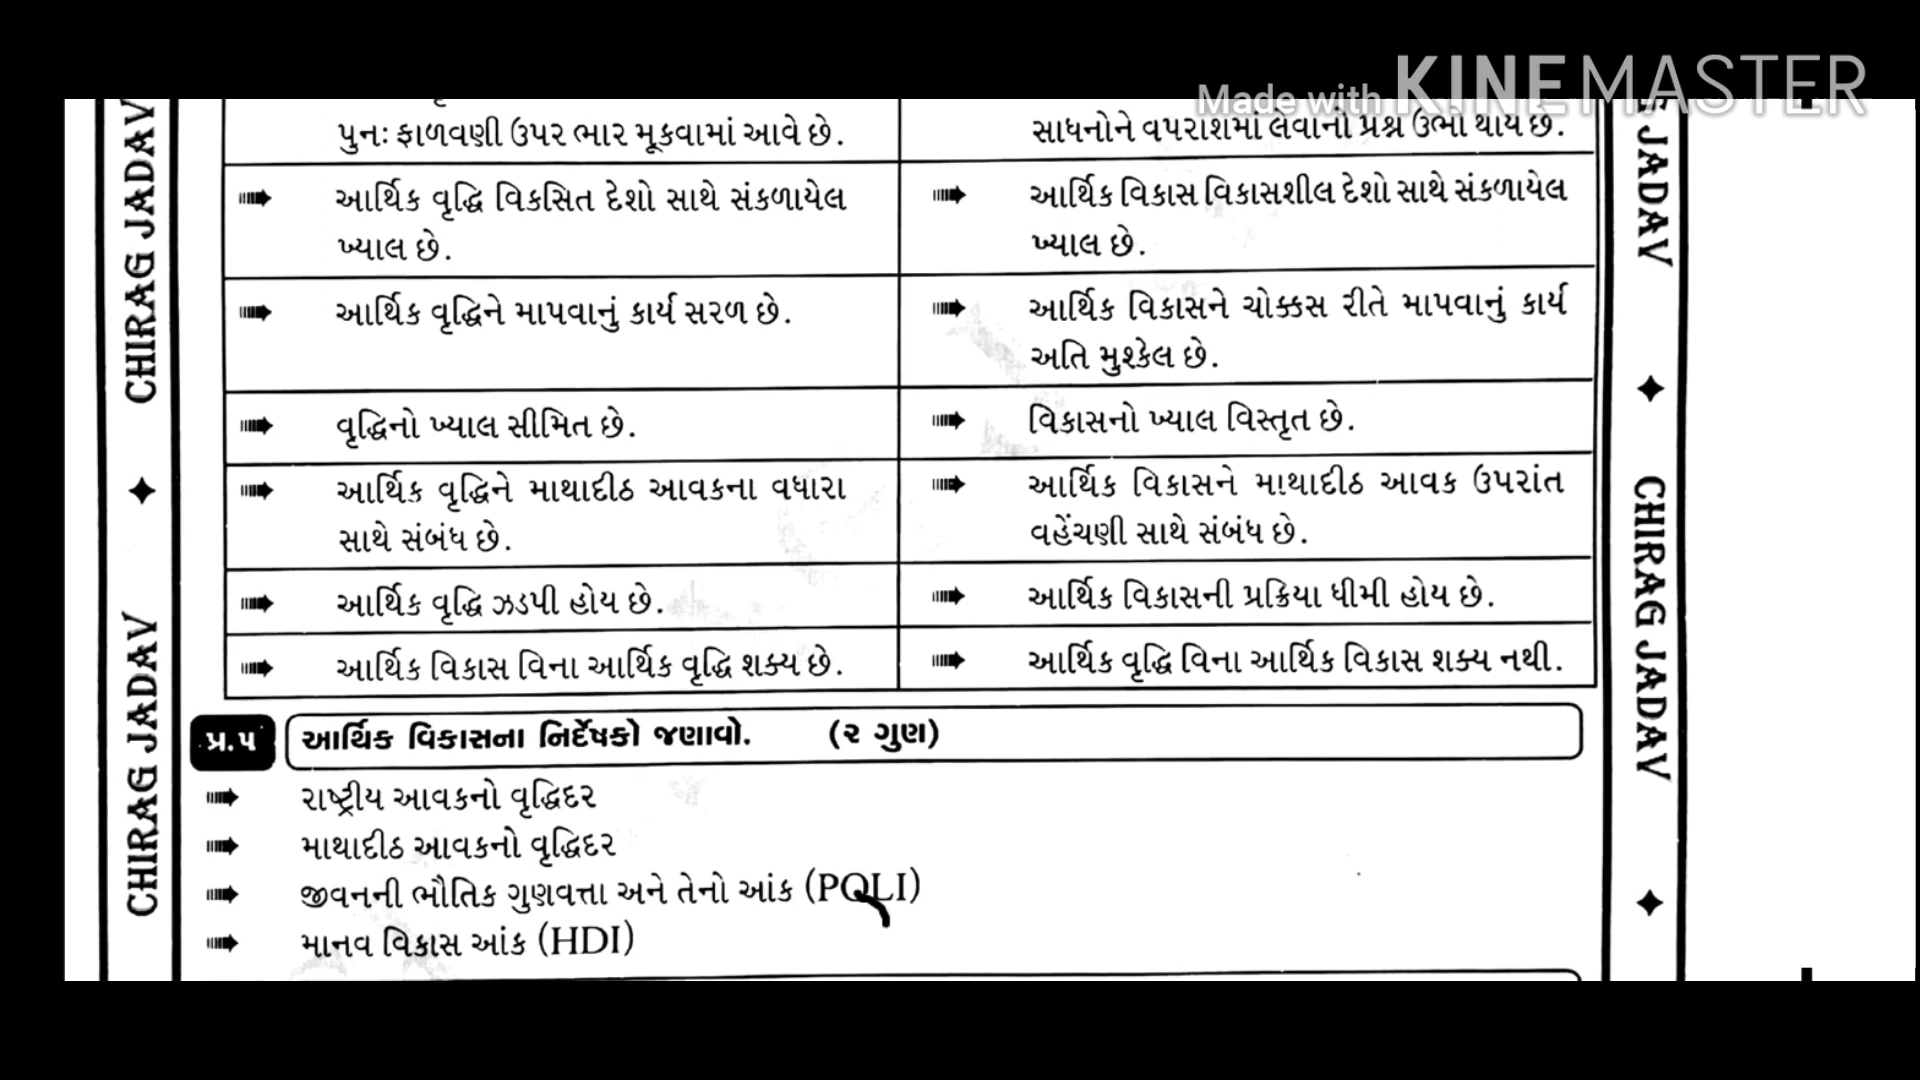 Made with KINEMASTER
પુનઃ ફાળવણી ઉપર ભાર મૂકવામાં આવે છે.
સાધનોને વપરાશમાં લેવાનો પ્રશ્ન ઉભો થાય છે.
આર્થિક વૃદ્ધિ વિકસિત દેશો સાથે સંકળાયેલ
ખ્યાલ છે.
આર્થિક વિકાસ વિકાસશીલ દેશો સાથે સંકળાયેલ
ખ્યાલ છે.
આર્થિક વૃદ્ધિને માપવાનું કાર્ય સરળ છે.
આર્થિક વિકાસને ચોક્કસ રીતે માપવાનું કાર્ય
અતિ મુશ્કેલ છે.
વૃદ્ધિનો ખ્યાલ સીમિત છે.
વિકાસનો ખ્યાલ વિસ્તૃત છે.
આર્થિક વૃદ્ધિને માથાદીઠ આવકના વધારા
સાથે સંબંધ છે.
આર્થિક વિકાસને માથાદીઠ આવક ઉપરાંત
વહેંચણી સાથે સંબંધ છે.
આર્થિક વૃદ્ધિ ઝડપી હોય છે.
આર્થિક વિકાસની પ્રક્રિયા ધીમી હોય છે.
આર્થિક વિકાસ વિના આર્થિક વૃદ્ધિ શક્ય છે.
આર્થિક વૃદ્ધિ વિના આર્થિક વિકાસ શક્ય નથી.
પ્ર.૫ આર્થિક વિકાસના નિર્દેષકો જણાવો. (૨ ગુણ)
રાષ્ટ્રીય આવકનો વૃદ્ધિદર
માથાદીઠ આવકનો વૃદ્ધિદર
જીવનની ભૌતિક ગુણવત્તા અને તેનો આંક (PQLI)
માનવ વિકાસ આંક (HDI)
CHIRAG JADAV
CHIRAG JADAV
JADAV
CHIRAG JADAV